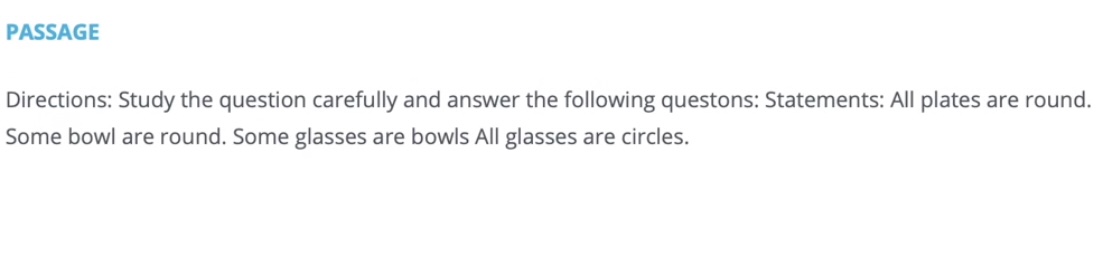 PASSAGE
Directions: Study the question carefully and answer the following questons: Statements: All plates are round.
Some bowl are round. Some glasses are bowls All glasses are circles.